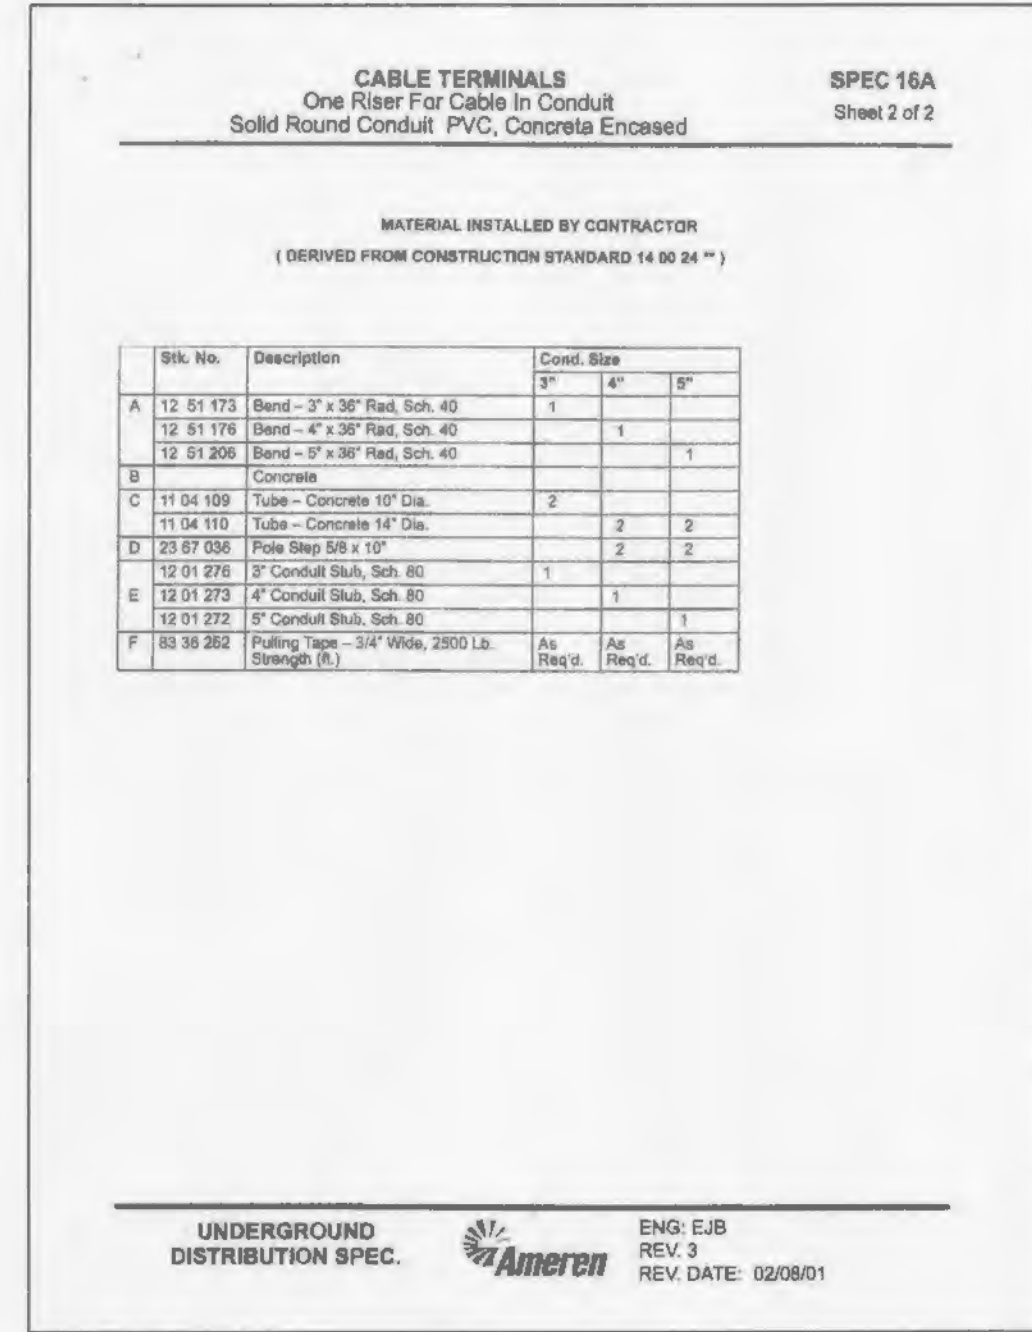 CABLE TERMINALS
SPEC 16A
One Riser For Cable In Conduit
Sheet 2 of 2
Solid Round Conduit PVC, Concrete Encased
MATERIAL INSTALLED BY CONTRACTOR
( DERIVED FROM CONSTRUCTION STANDARD 14 00 24 ** )
Stk. No. Description Cond. Size
3" 4" 5"
A 12 51 173 Bend – 3" x 36" Rad, Sch. 40 1
12 51 176 Bend – 4" x 36" Rad, Sch. 40 1
12 51 206 Bend – 5" x 36" Rad, Sch. 40 1
B Concrete
C 11 04 109 Tube – Concrete 10" Dia. 2
11 04 110 Tube – Concrete 14" Dia. 2 2
D 23 67 036 Pole Step 5/8 x 10" 2 2
12 01 276 3" Conduit Stub, Sch. 80 1
E 12 01 273 4" Conduit Stub, Sch. 80 1
12 01 272 5" Conduit Stub, Sch. 80 1
F 83 36 262 Pulling Tape – 3/4" Wide, 2500 Lb. As As As
Strength (ft.) Req'd. Req'd. Req'd.
UNDERGROUND
DISTRIBUTION SPEC.
Ameren
ENG: EJB
REV. 3
REV. DATE: 02/08/01